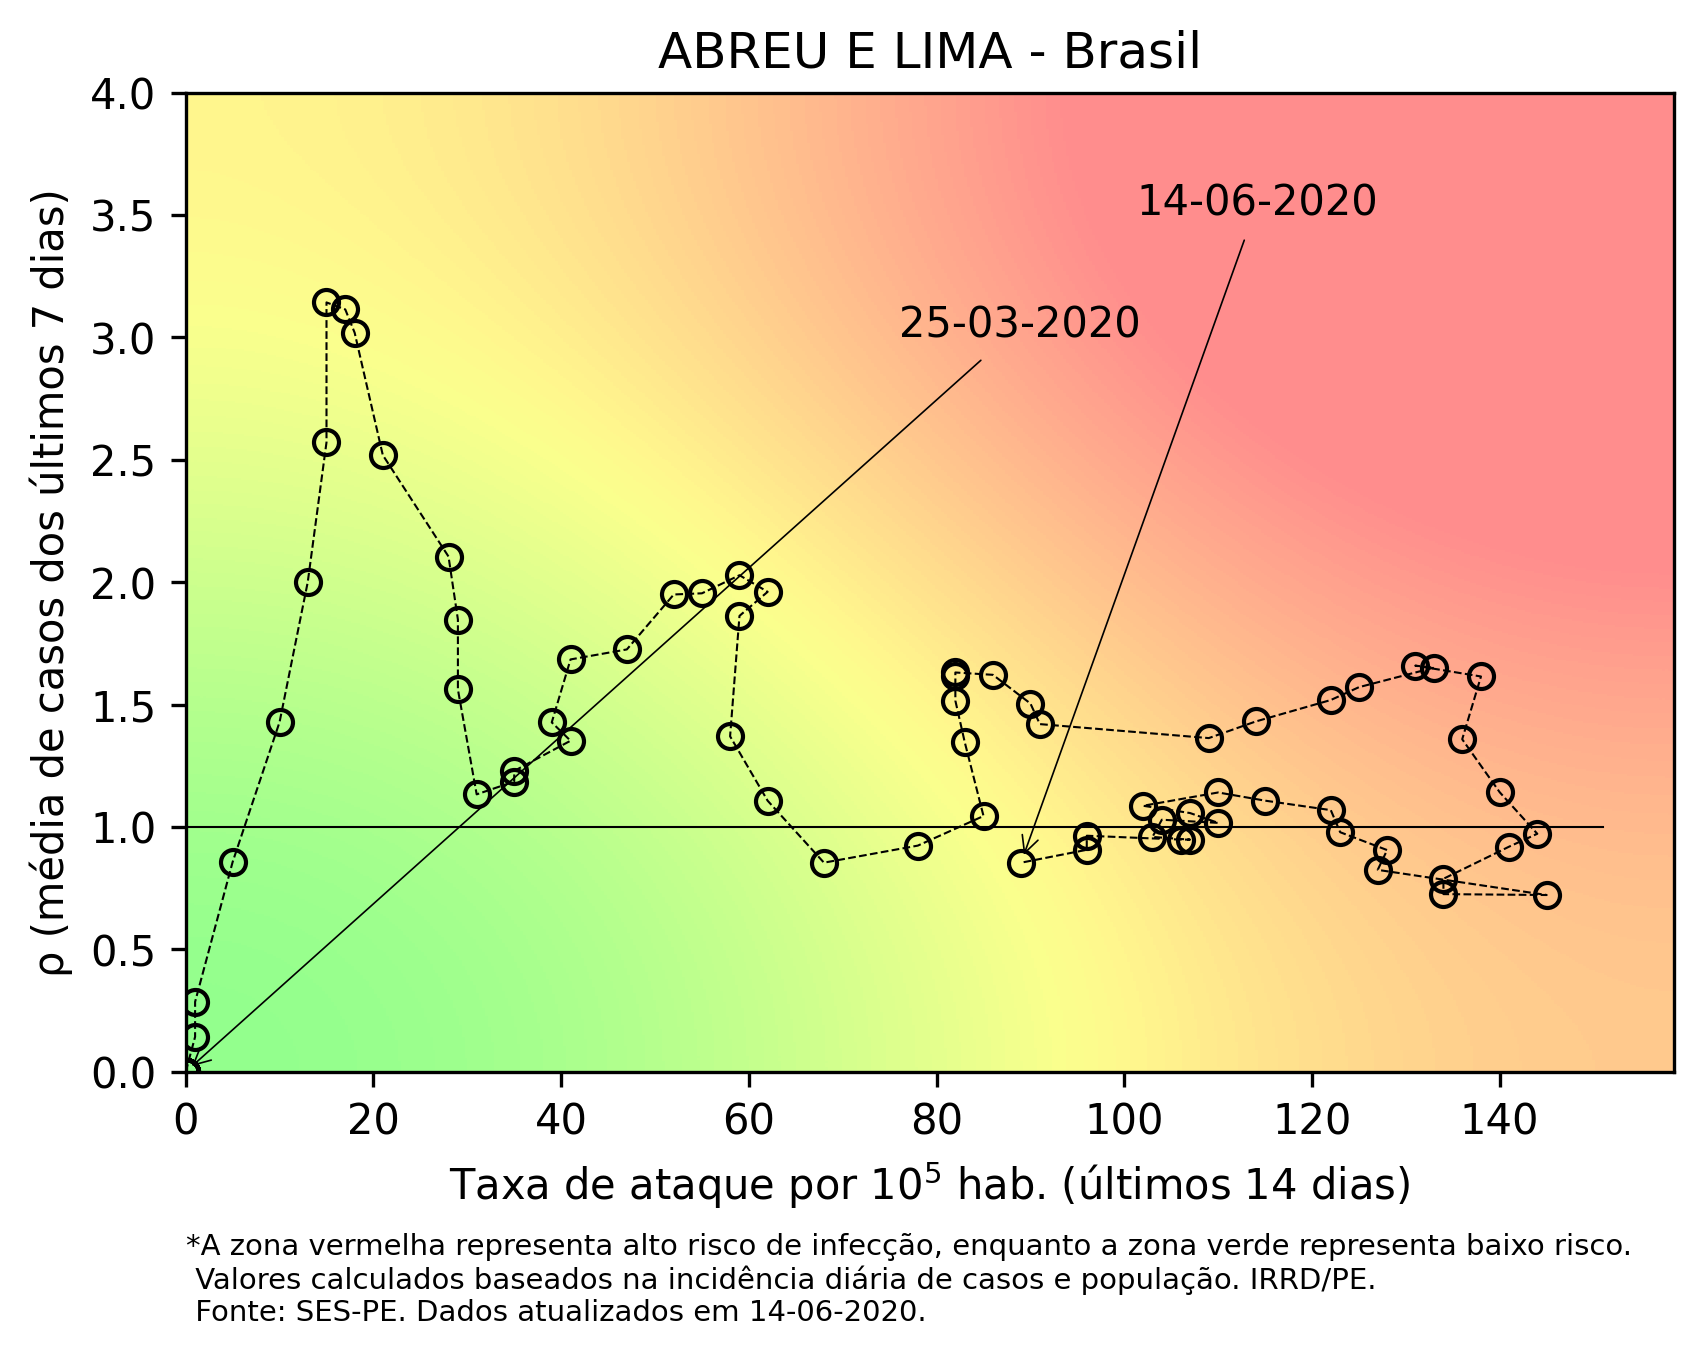 ABREU E LIMA - Brasil
4.0
3.5
3.0
2.5
2.0
1.5
1.0
0.5
0.0
ρ (média de casos dos últimos 7 dias)
14-06-2020
25-03-2020
0 20 40 60 80 100 120 140
Taxa de ataque por 10⁵ hab. (últimos 14 dias)
*A zona vermelha representa alto risco de infecção, enquanto a zona verde representa baixo risco.
Valores calculados baseados na incidência diária de casos e população. IRRD/PE.
Fonte: SES-PE. Dados atualizados em 14-06-2020.